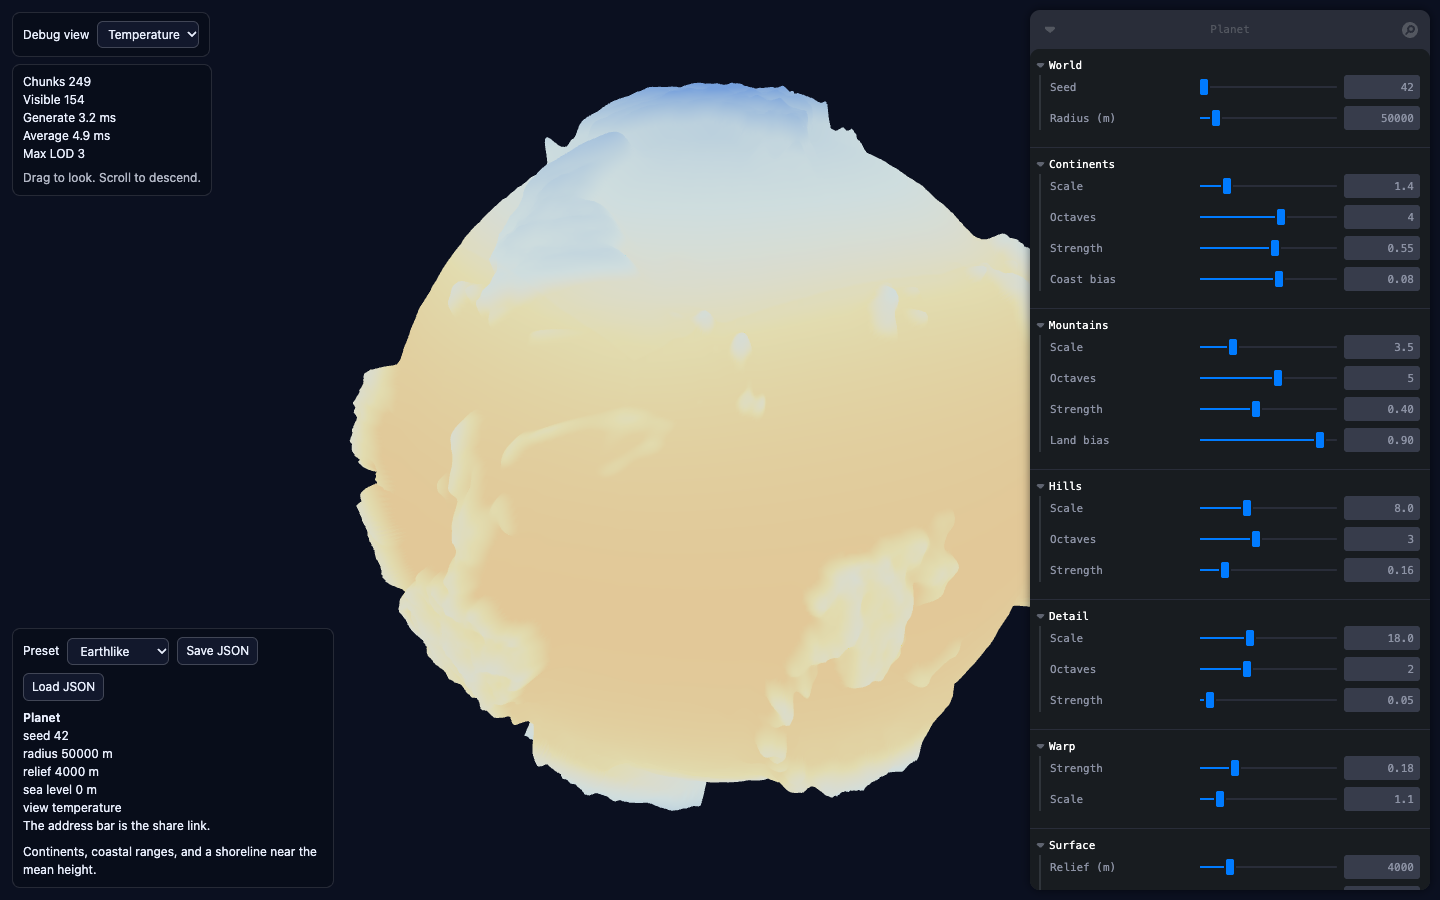 Debug view Temperature
Chunks 249
Visible 154
Generate 3.2 ms
Average 4.9 ms
Max LOD 3
Drag to look. Scroll to descend.
Preset Earthlike Save JSON
Load JSON
Planet
seed 42
radius 50000 m
relief 4000 m
sea level 0 m
view temperature
The address bar is the share link.
Continents, coastal ranges, and a shoreline near the
mean height.
Planet
World
Seed 42
Radius (m) 50000
Continents
Scale 1.4
Octaves 4
Strength 0.55
Coast bias 0.08
Mountains
Scale 3.5
Octaves 5
Strength 0.40
Land bias 0.90
Hills
Scale 8.0
Octaves 3
Strength 0.16
Detail
Scale 18.0
Octaves 2
Strength 0.05
Warp
Strength 0.18
Scale 1.1
Surface
Relief (m) 4000